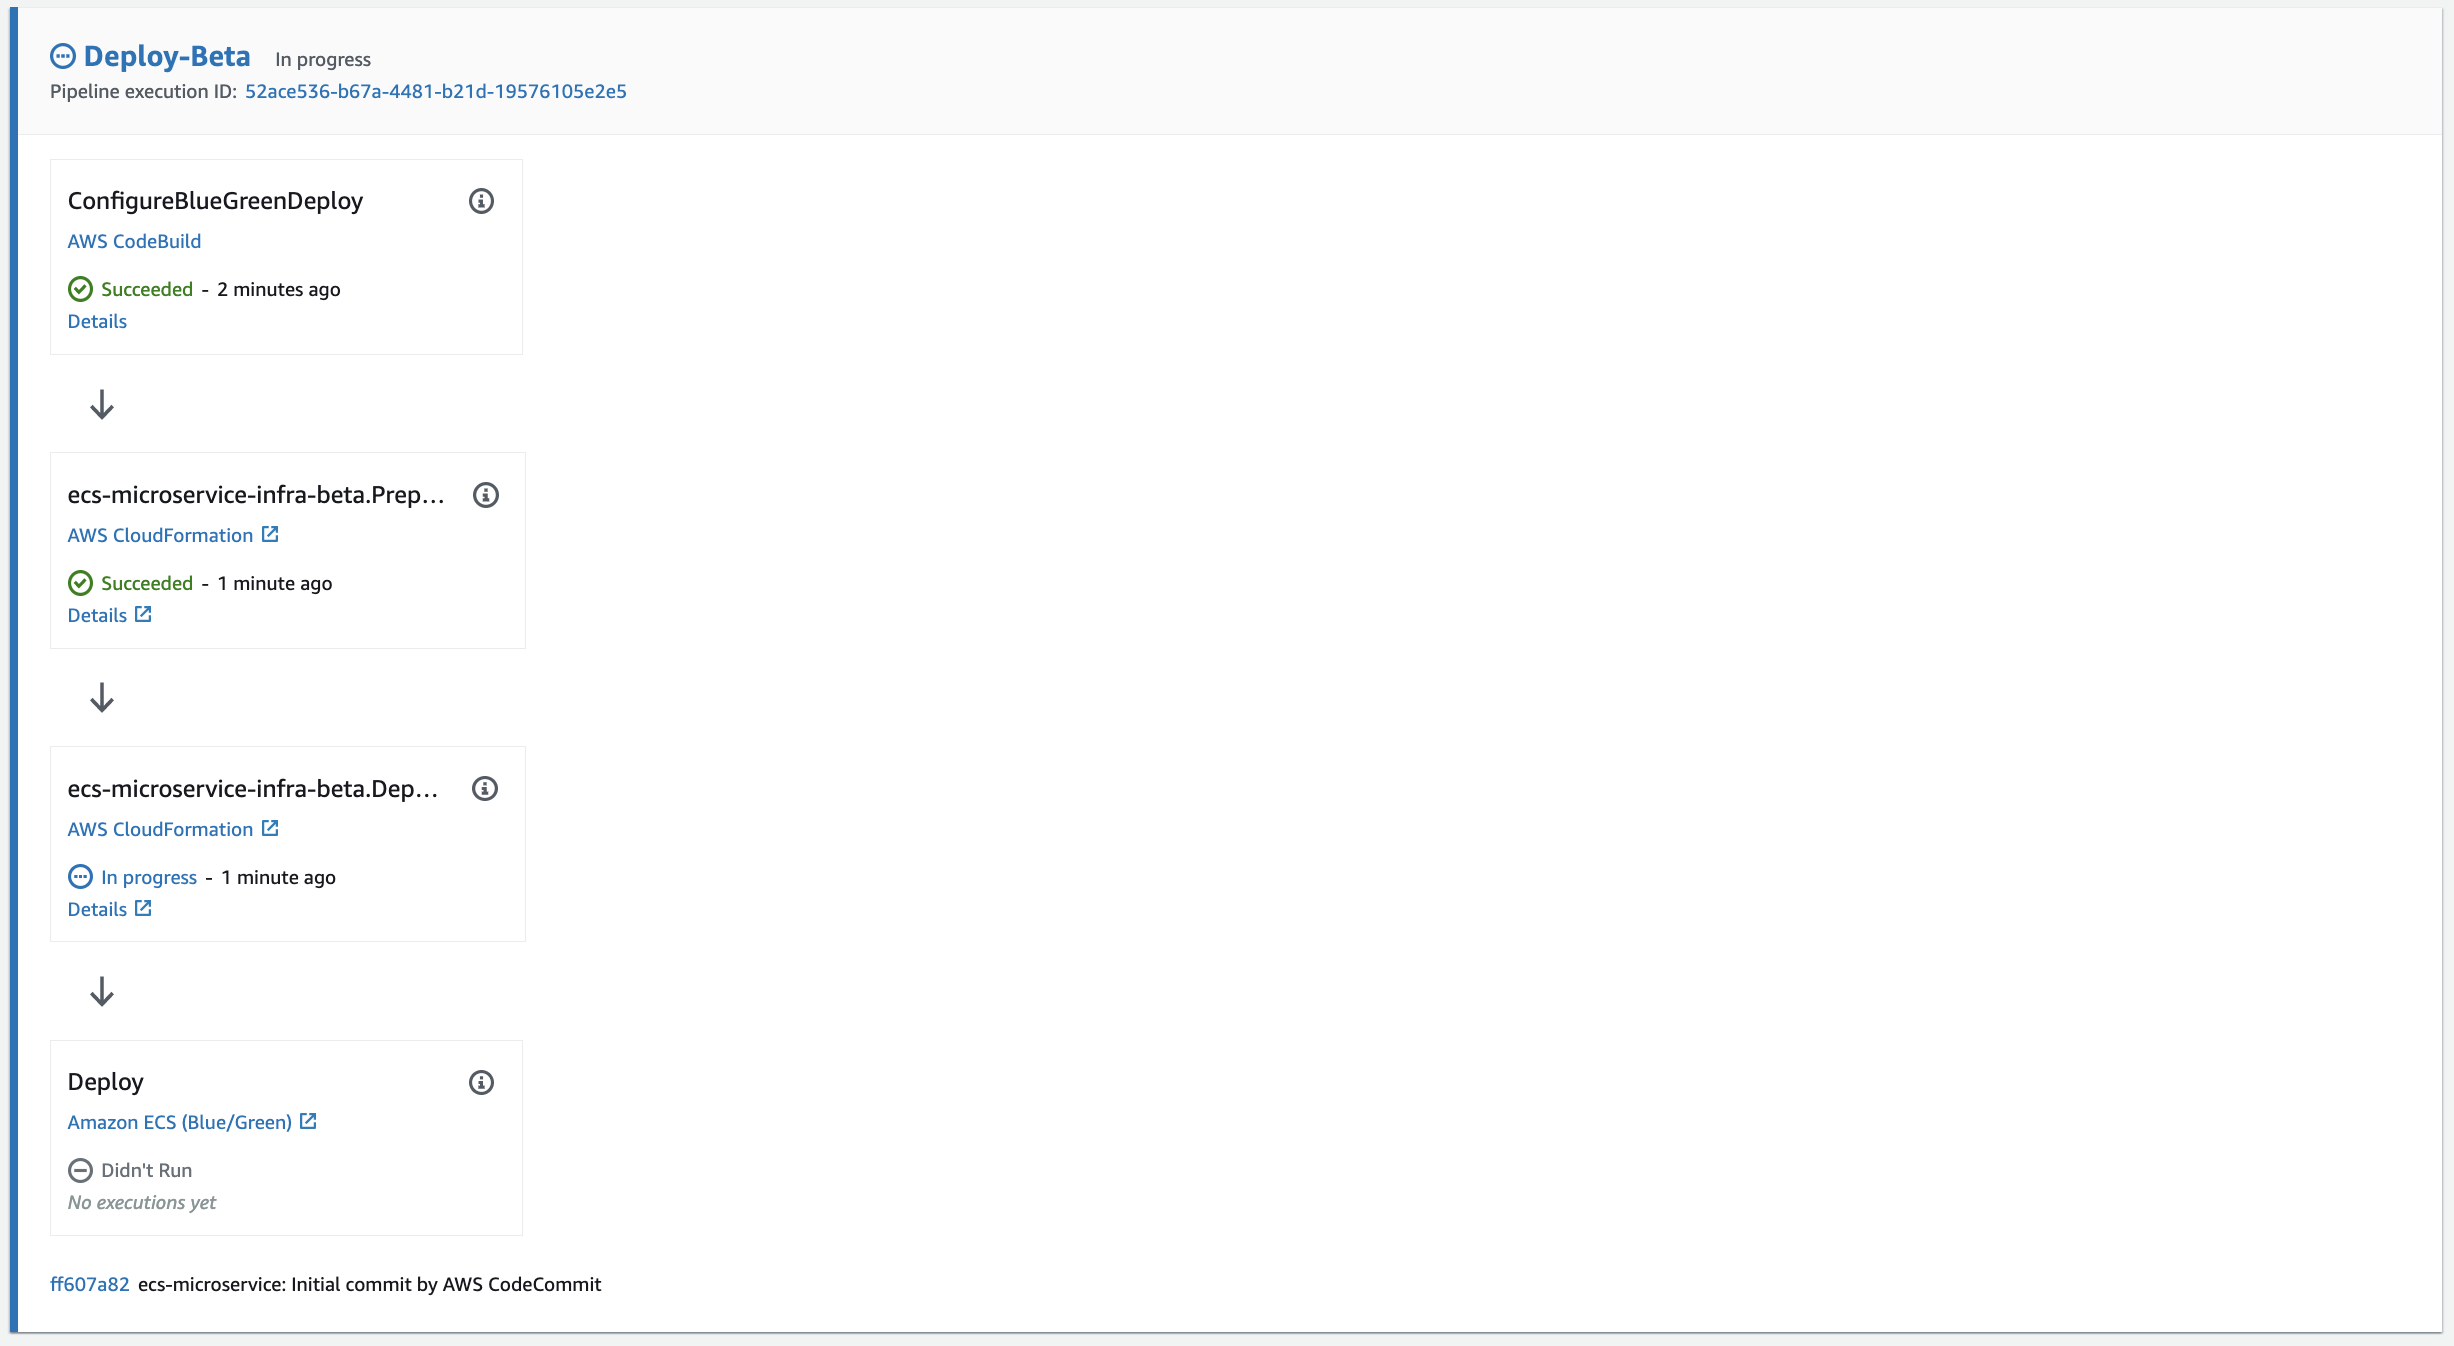 Deploy-Beta In progress
Pipeline execution ID: 52ace536-b67a-4481-b21d-19576105e2e5
ConfigureBlueGreenDeploy
AWS CodeBuild
Succeeded - 2 minutes ago
Details
ecs-microservice-infra-beta.Prep…
AWS CloudFormation
Succeeded - 1 minute ago
Details
ecs-microservice-infra-beta.Dep…
AWS CloudFormation
In progress - 1 minute ago
Details
Deploy
Amazon ECS (Blue/Green)
Didn't Run
No executions yet
ff607a82 ecs-microservice: Initial commit by AWS CodeCommit